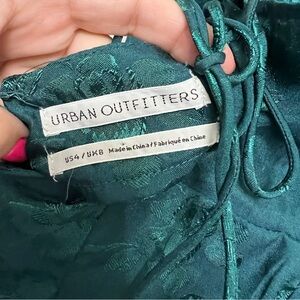 URBAN OUTFITTERS
US4 / UK8 Made in China / Fabriqué en Chine